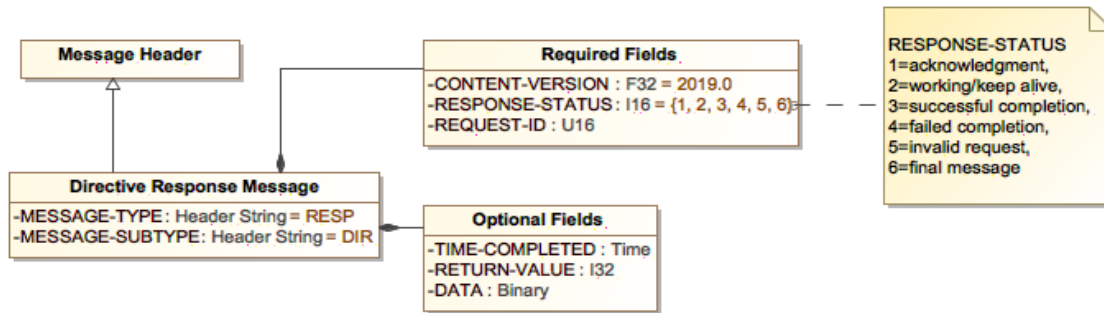 Message Header
Required Fields
-CONTENT-VERSION : F32 = 2019.0
-RESPONSE-STATUS: I16 = {1, 2, 3, 4, 5, 6}
-REQUEST-ID : U16
RESPONSE-STATUS
1=acknowledgment,
2=working/keep alive,
3=successful completion,
4=failed completion,
5=invalid request,
6=final message
Directive Response Message
-MESSAGE-TYPE: Header String = RESP
-MESSAGE-SUBTYPE: Header String = DIR
Optional Fields
-TIME-COMPLETED : Time
-RETURN-VALUE : I32
-DATA : Binary